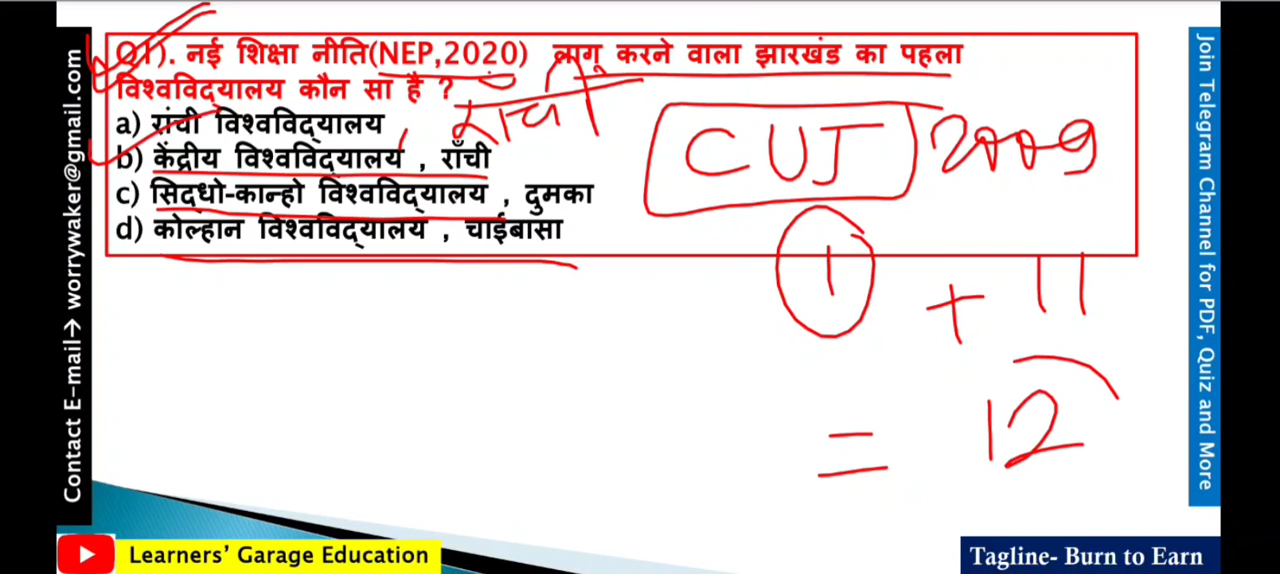 Contact E-mail→ worrywaker@gmail.com
Q1). नई शिक्षा नीति(NEP,2020) लागू करने वाला झारखंड का पहला
विश्वविद्यालय कौन सा है ?
a) रांची विश्वविद्यालय
b) केंद्रीय विश्वविद्यालय , राँची
c) सिद्धो-कान्हो विश्वविद्यालय , दुमका
d) कोल्हान विश्वविद्यालय , चाईबासा
रांची
CUJ 2009
1 + 11
= 12
Join Telegram Channel for PDF, Quiz and More
Learners’ Garage Education
Tagline- Burn to Earn